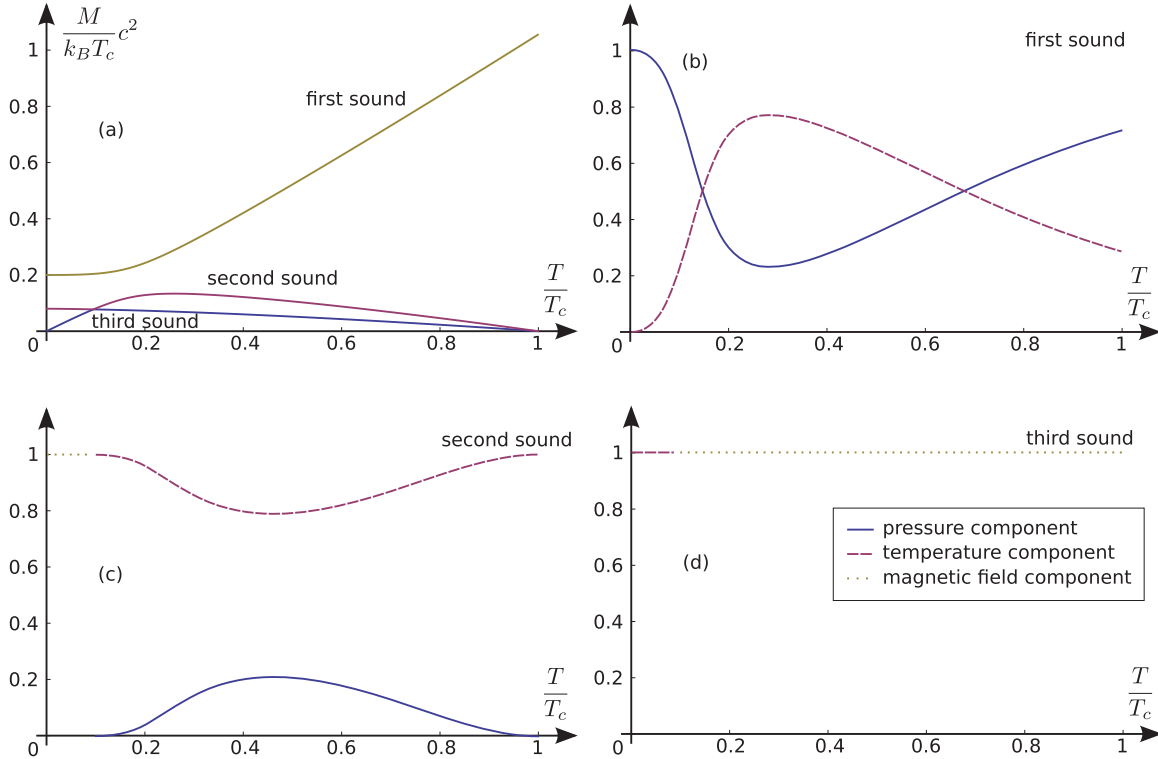 M/(k_B T_c) c²
1
0.8
0.6
0.4
0.2
0
0.2
0.4
0.6
0.8
1
(a)
first sound
second sound
third sound
T/T_c
first sound
(b)
1
0.8
0.6
0.4
0.2
0
0.2
0.4
0.6
0.8
1
T/T_c
second sound
1
0.8
0.6
(c)
0.4
0.2
0
0.2
0.4
0.6
0.8
1
T/T_c
third sound
1
0.8
0.6
(d)
0.4
0.2
0
0.2
0.4
0.6
0.8
1
pressure component
temperature component
magnetic field component
T/T_c